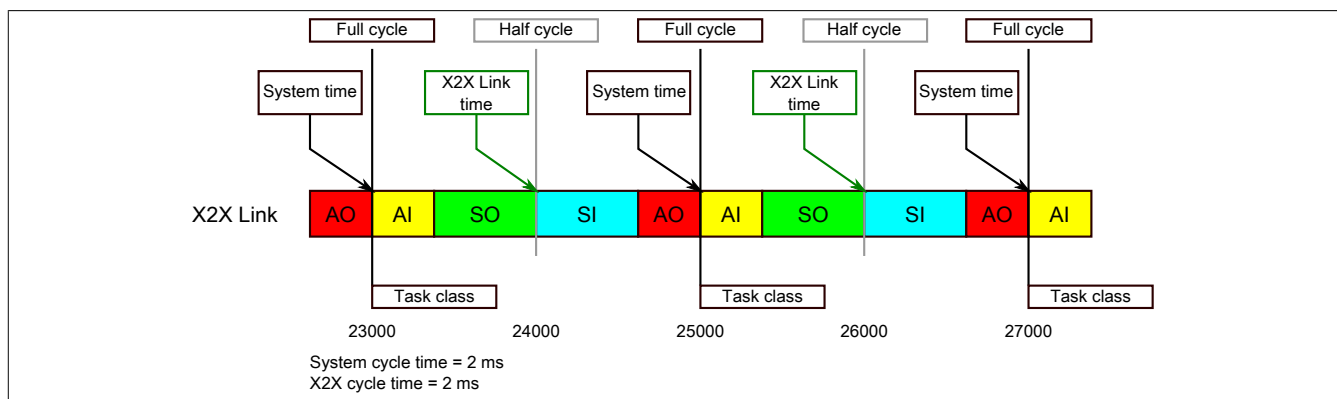 Full cycle Half cycle Full cycle Half cycle Full cycle
System time X2X Link time System time X2X Link time System time
X2X Link AO AI SO SI AO AI SO SI AO AI
Task class Task class Task class
23000 24000 25000 26000 27000
System cycle time = 2 ms
X2X cycle time = 2 ms